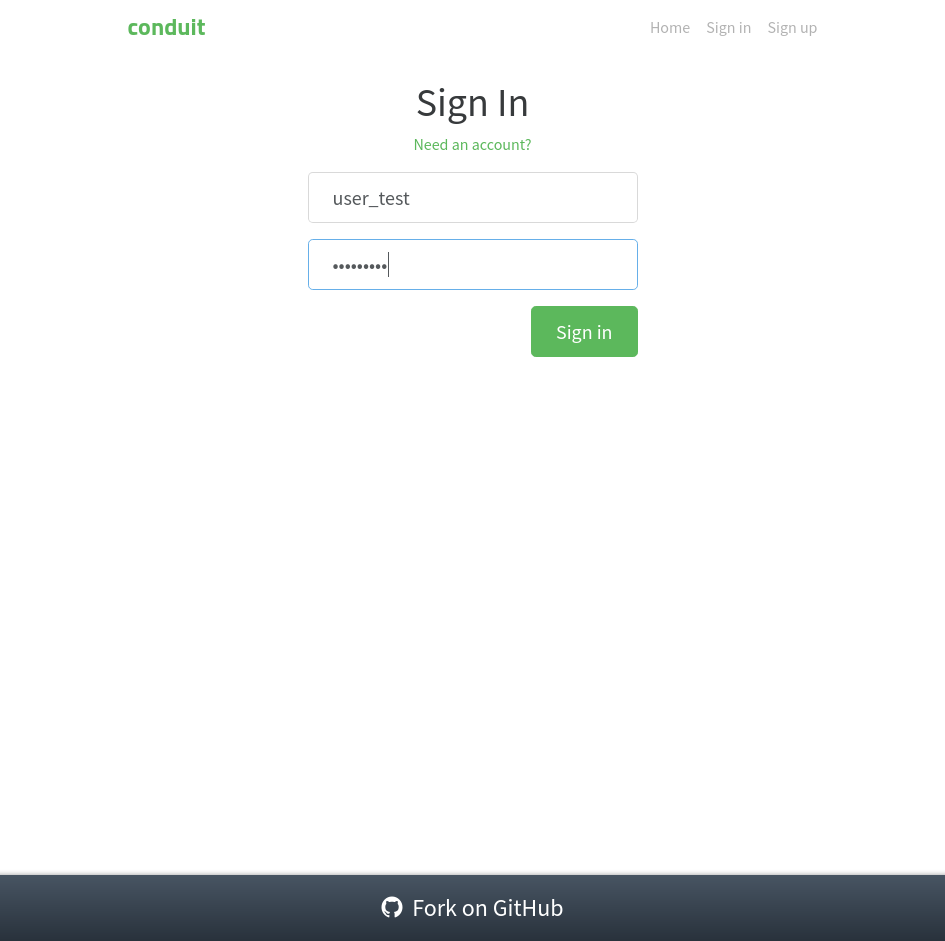 conduit
Home Sign in Sign up
Sign In
Need an account?
user_test
•••••••••
Sign in
Fork on GitHub